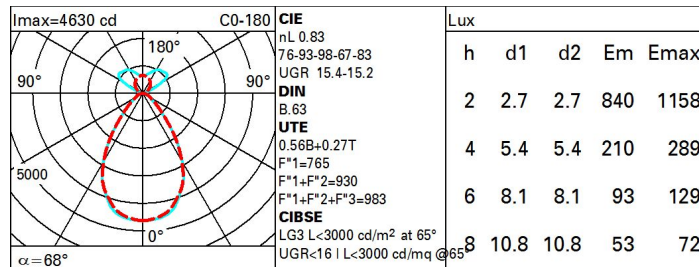 Imax=4630 cd C0-180
180°
90° 90°
5000
0°
α=68°
CIE
nL 0.83
76-93-98-67-83
UGR 15.4-15.2
DIN
B.63
UTE
0.56B+0.27T
F"1=765
F"1+F"2=930
F"1+F"2+F"3=983
CIBSE
LG3 L<3000 cd/m² at 65°
UGR<16 | L<3000 cd/mq @65°
Lux
h d1 d2 Em Emax
2 2.7 2.7 840 1158
4 5.4 5.4 210 289
6 8.1 8.1 93 129
8 10.8 10.8 53 72